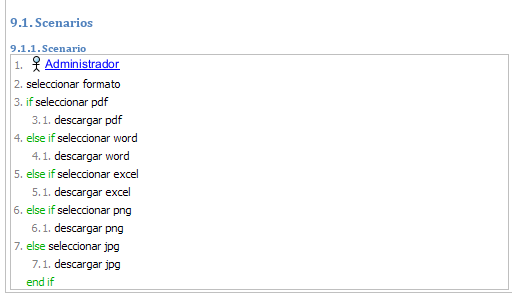 9.1. Scenarios
9.1.1. Scenario
1. Administrador
2. seleccionar formato
3. if seleccionar pdf
3.1. descargar pdf
4. else if seleccionar word
4.1. descargar word
5. else if seleccionar excel
5.1. descargar excel
6. else if seleccionar png
6.1. descargar png
7. else seleccionar jpg
7.1. descargar jpg
end if